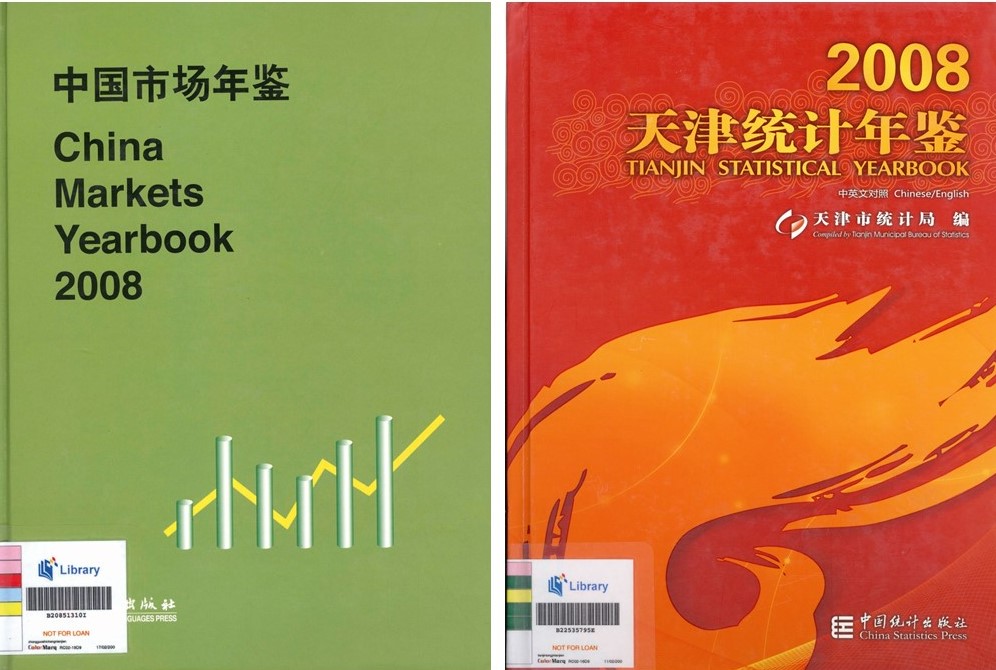 中国市场年鉴
China
Markets
Yearbook
2008
Library
B2085131OI
NOT FOR LOAN
出版社
GUAGES PRESS
2008
天津统计年鉴
TIANJIN STATISTICAL YEARBOOK
中英文对照 Chinese/English
天津市统计局 编
Compiled by Tianjin Municipal Bureau of Statistics
Library
B22535795E
NOT FOR LOAN
中国统计出版社
China Statistics Press